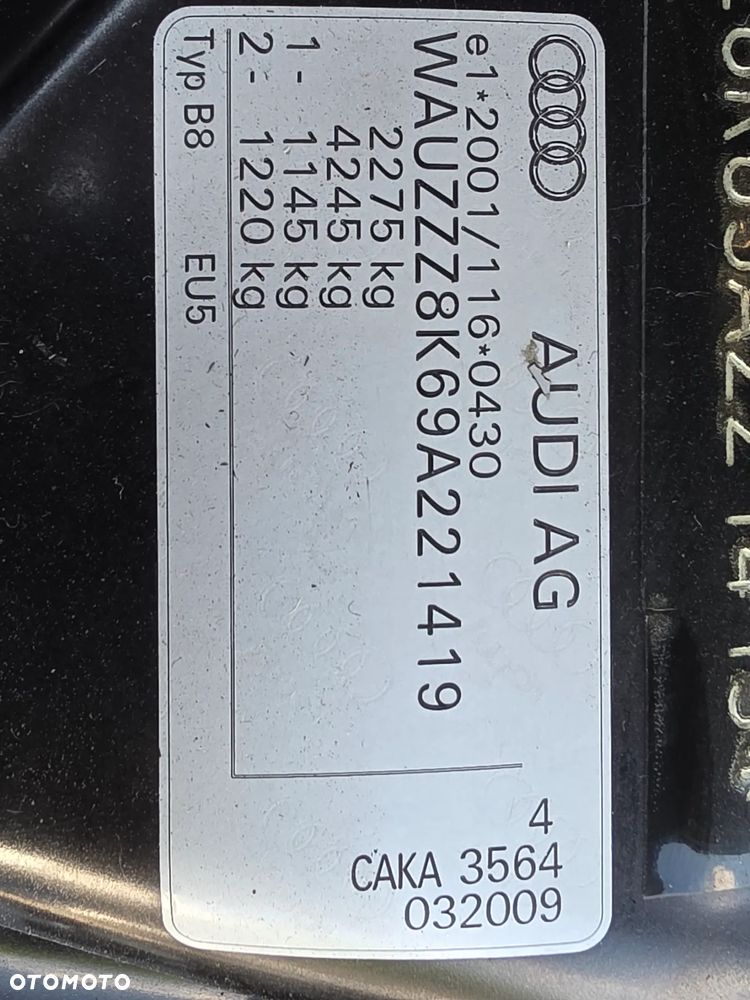 AUDI AG
e1*2001/116*0430
WAUZZZ8K69A221419
2275 kg
4245 kg
1- 1145 kg
2- 1220 kg
Typ B8 EU5
4
CAKA 3564
032009
OTOMOTO